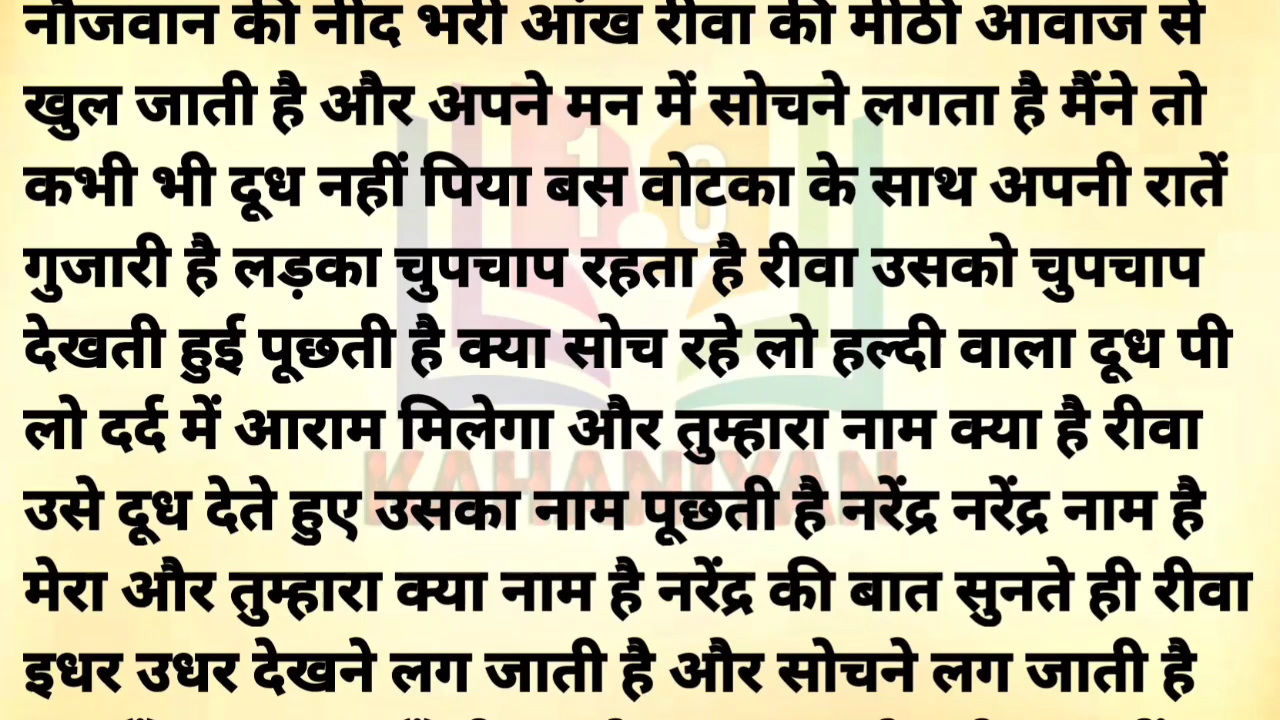 नौजवान की नींद भरी आंख रीवा की मीठी आवाज से
खुल जाती है और अपने मन में सोचने लगता है मैंने तो
कभी भी दूध नहीं पिया बस वोटका के साथ अपनी रातें
गुजारी है लड़का चुपचाप रहता है रीवा उसको चुपचाप
देखती हुई पूछती है क्या सोच रहे लो हल्दी वाला दूध पी
लो दर्द में आराम मिलेगा और तुम्हारा नाम क्या है रीवा
उसे दूध देते हुए उसका नाम पूछती है नरेंद्र नरेंद्र नाम है
मेरा और तुम्हारा क्या नाम है नरेंद्र की बात सुनते ही रीवा
इधर उधर देखने लग जाती है और सोचने लग जाती है
KAHANIYAN